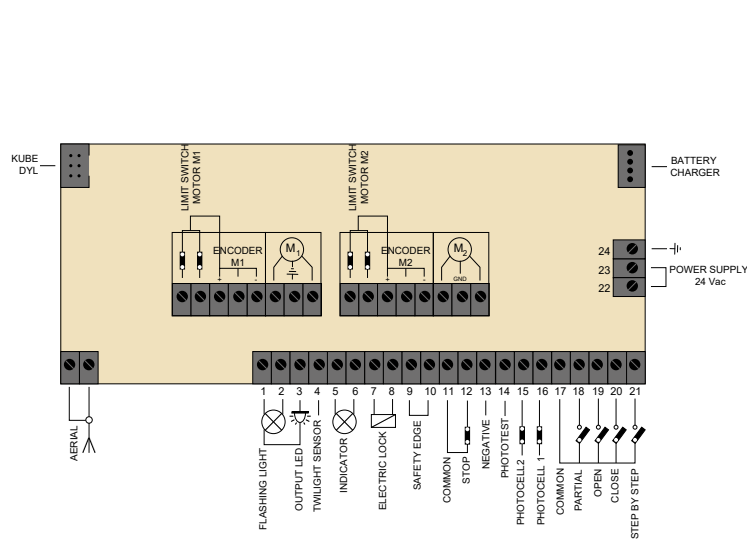 LIMIT SWITCH
MOTOR M1
LIMIT SWITCH
MOTOR M2
KUBE
DYL
BATTERY
CHARGER
ENCODER
M1
+
-
M1
ENCODER
M2
+
-
M2
GND
24
23
22
POWER SUPPLY
24 Vac
1 2 3 4 5 6 7 8 9 10 11 12 13 14 15 16 17 18 19 20 21
AERIAL
FLASHING LIGHT
OUTPUT LED
TWILIGHT SENSOR
INDICATOR
ELECTRIC LOCK
SAFETY EDGE
COMMON
STOP
NEGATIVE
PHOTOTEST
PHOTOCELL2
PHOTOCELL 1
COMMON
PARTIAL
OPEN
CLOSE
STEP BY STEP